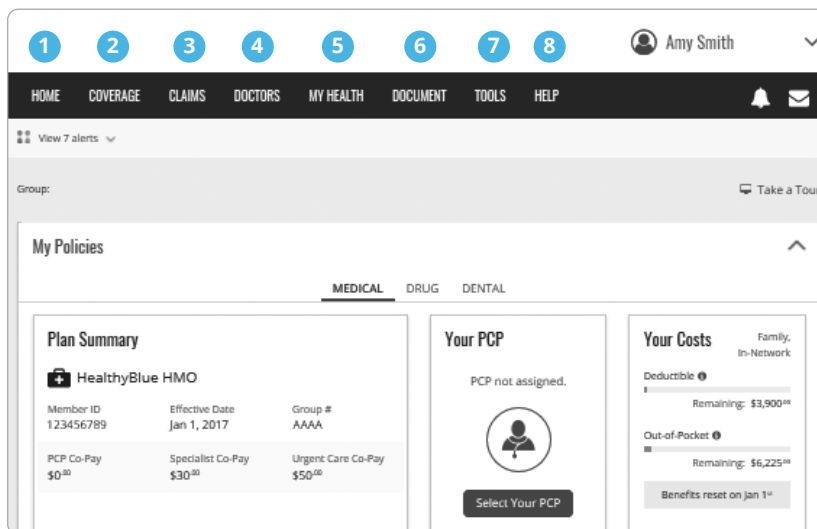 1 2 3 4 5 6 7 8
Amy Smith
HOME COVERAGE CLAIMS DOCTORS MY HEALTH DOCUMENT TOOLS HELP
View 7 alerts
Group:
Take a Tour
My Policies
MEDICAL DRUG DENTAL
Plan Summary
HealthyBlue HMO
Member ID Effective Date Group #
123456789 Jan 1, 2017 AAAA
PCP Co-Pay Specialist Co-Pay Urgent Care Co-Pay
$0.00 $30.00 $50.00
Your PCP
PCP not assigned.
Select Your PCP
Your Costs
Family,
In-Network
Deductible
Remaining: $3,900.00
Out-of-Pocket
Remaining: $6,225.00
Benefits reset on Jan 1st